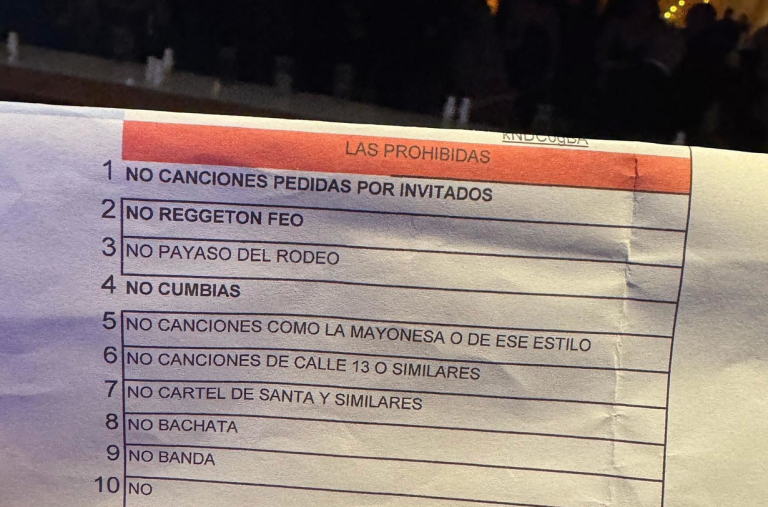 LAS PROHIBIDAS
1 NO CANCIONES PEDIDAS POR INVITADOS
2 NO REGGETON FEO
3 NO PAYASO DEL RODEO
4 NO CUMBIAS
5 NO CANCIONES COMO LA MAYONESA O DE ESE ESTILO
6 NO CANCIONES DE CALLE 13 O SIMILARES
7 NO CARTEL DE SANTA Y SIMILARES
8 NO BACHATA
9 NO BANDA
10 NO